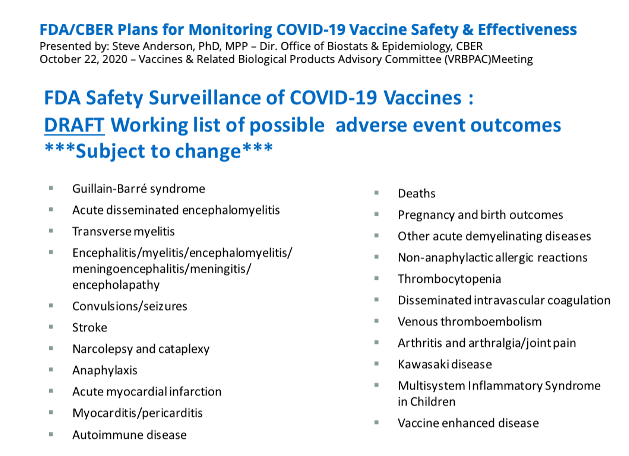 FDA/CBER Plans for Monitoring COVID-19 Vaccine Safety & Effectiveness
Presented by: Steve Anderson, PhD, MPP – Dir. Office of Biostats & Epidemiology, CBER
October 22, 2020 – Vaccines & Related Biological Products Advisory Committee (VRBPAC)Meeting
FDA Safety Surveillance of COVID-19 Vaccines :
DRAFT Working list of possible adverse event outcomes
***Subject to change***
▪ Guillain-Barré syndrome
▪ Acute disseminated encephalomyelitis
▪ Transverse myelitis
▪ Encephalitis/myelitis/encephalomyelitis/
meningoencephalitis/meningitis/
encepholapathy
▪ Convulsions/seizures
▪ Stroke
▪ Narcolepsy and cataplexy
▪ Anaphylaxis
▪ Acute myocardial infarction
▪ Myocarditis/pericarditis
▪ Autoimmune disease
▪ Deaths
▪ Pregnancy and birth outcomes
▪ Other acute demyelinating diseases
▪ Non-anaphylactic allergic reactions
▪ Thrombocytopenia
▪ Disseminated intravascular coagulation
▪ Venous thromboembolism
▪ Arthritis and arthralgia/joint pain
▪ Kawasaki disease
▪ Multisystem Inflammatory Syndrome
in Children
▪ Vaccine enhanced disease